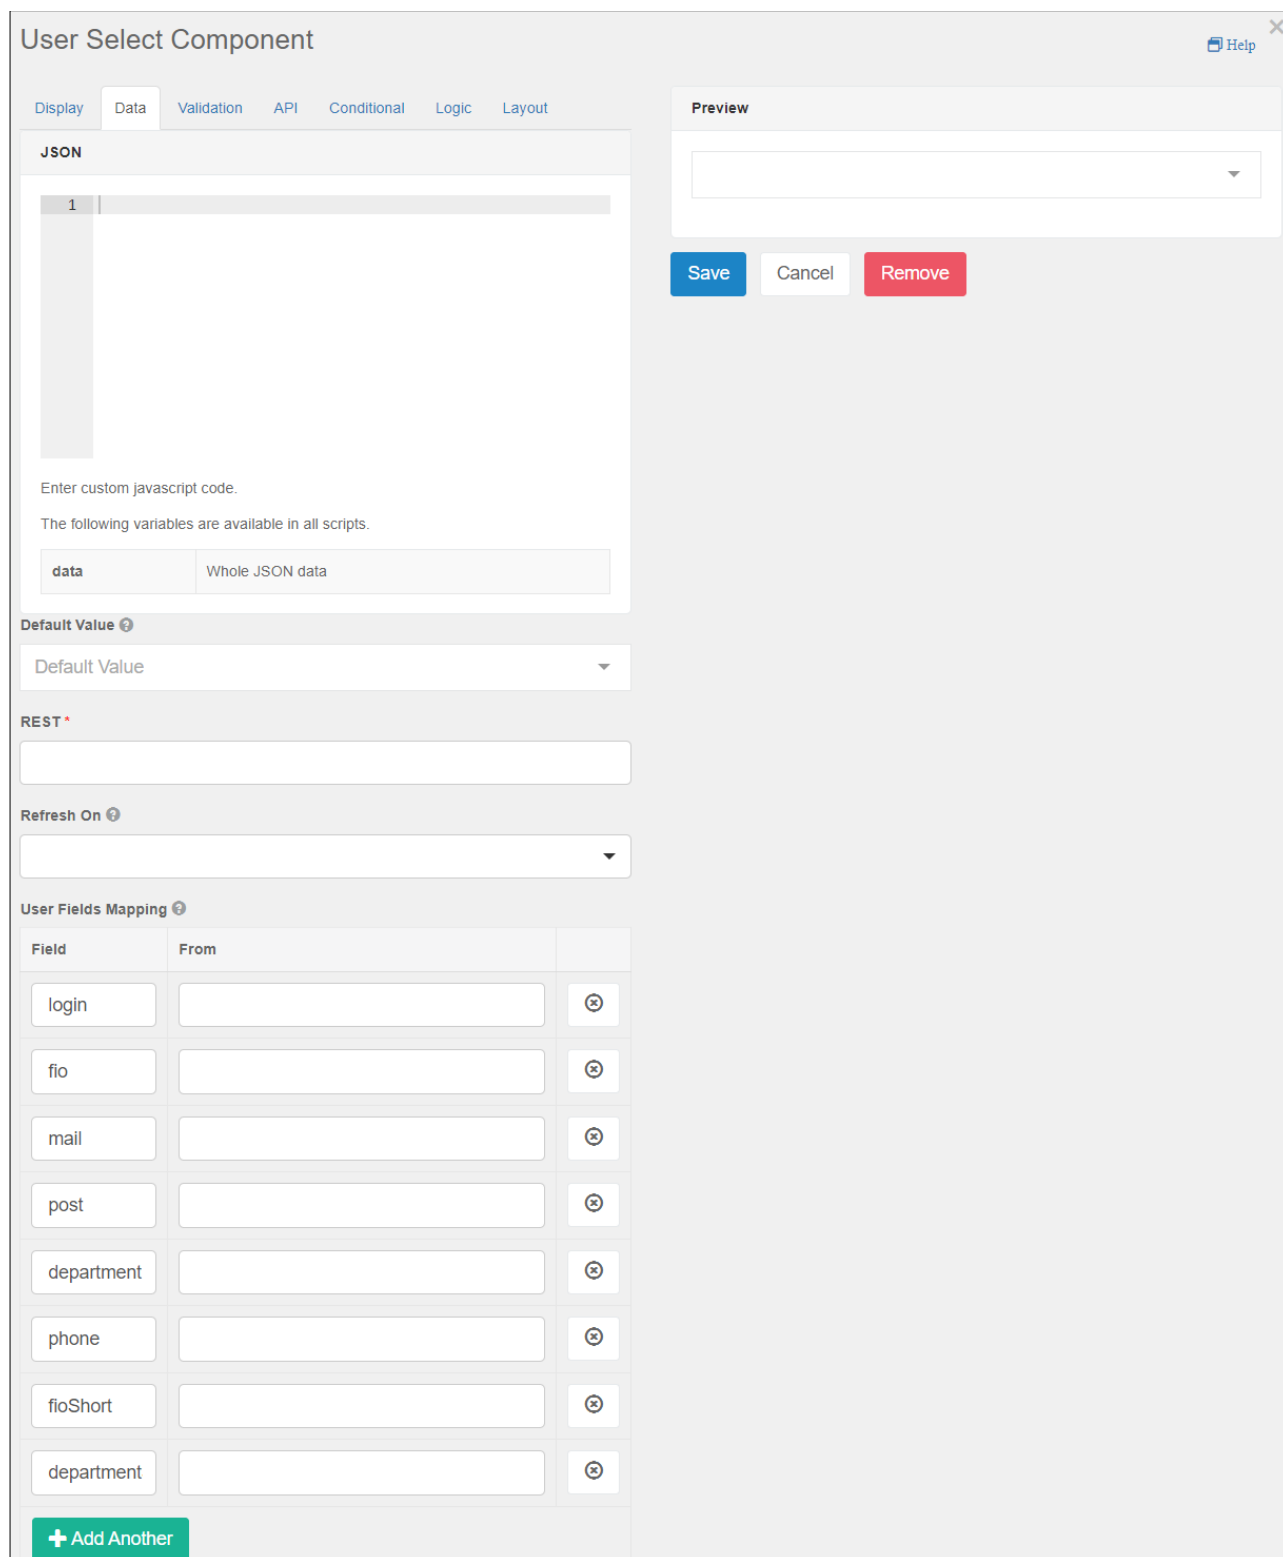 User Select Component
Help
Display Data Validation API Conditional Logic Layout
Preview
JSON
1
Save Cancel Remove
Enter custom javascript code.
The following variables are available in all scripts.
data Whole JSON data
Default Value
Default Value
REST *
Refresh On
User Fields Mapping
Field From
login
fio
mail
post
department
phone
fioShort
department
Add Another